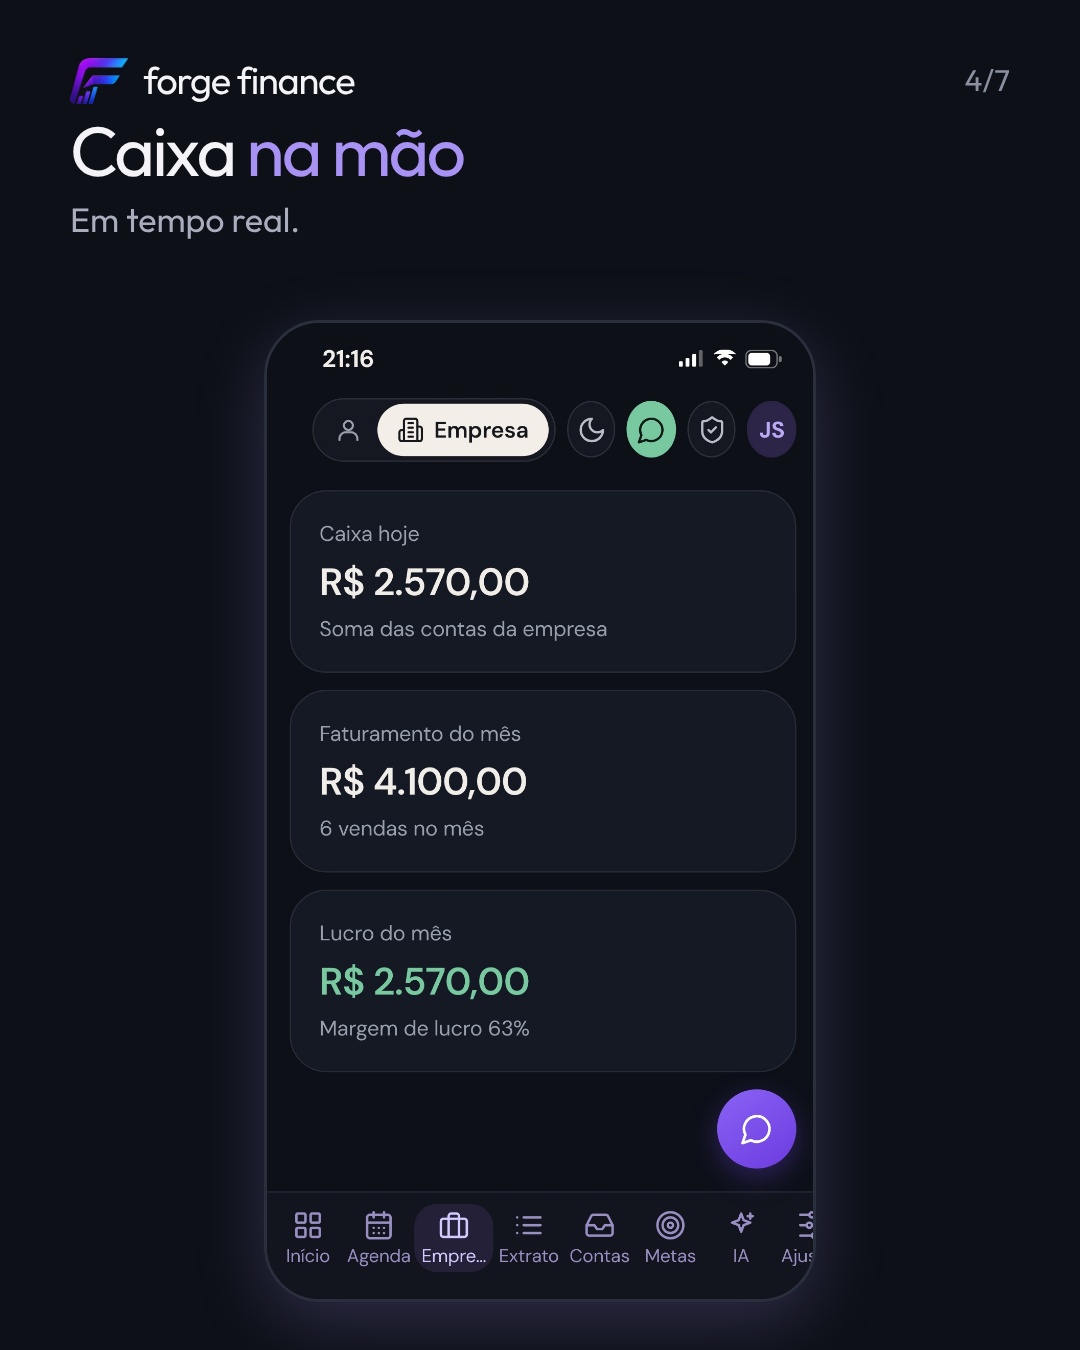 forge finance
4/7
Caixa na mão
Em tempo real.
21:16
Empresa
JS
Caixa hoje
R$ 2.570,00
Soma das contas da empresa
Faturamento do mês
R$ 4.100,00
6 vendas no mês
Lucro do mês
R$ 2.570,00
Margem de lucro 63%
Início Agenda Empre... Extrato Contas Metas IA Ajus